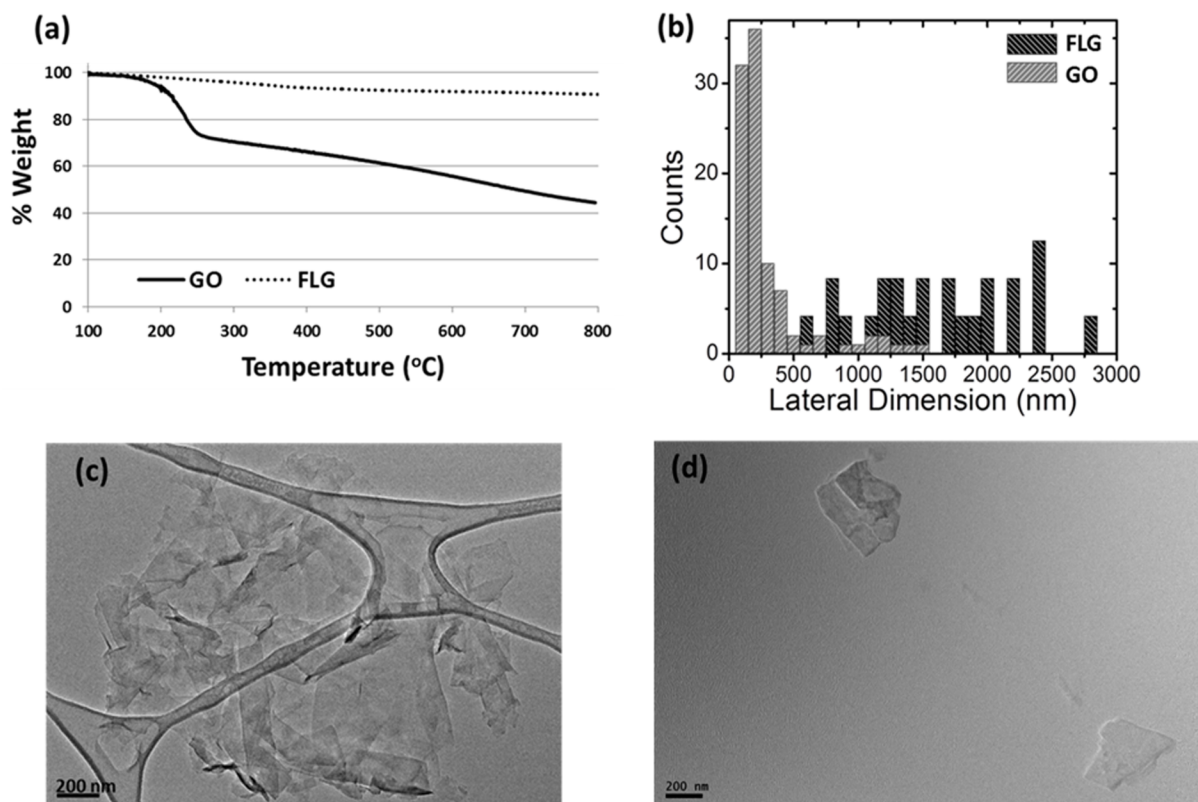 (a)
100
80
60
40
20
0
% Weight
GO FLG
100 200 300 400 500 600 700 800
Temperature (oC)
(b)
FLG
GO
30
20
10
0
Counts
0 500 1000 1500 2000 2500 3000
Lateral Dimension (nm)
(c)
200 nm
(d)
200 nm